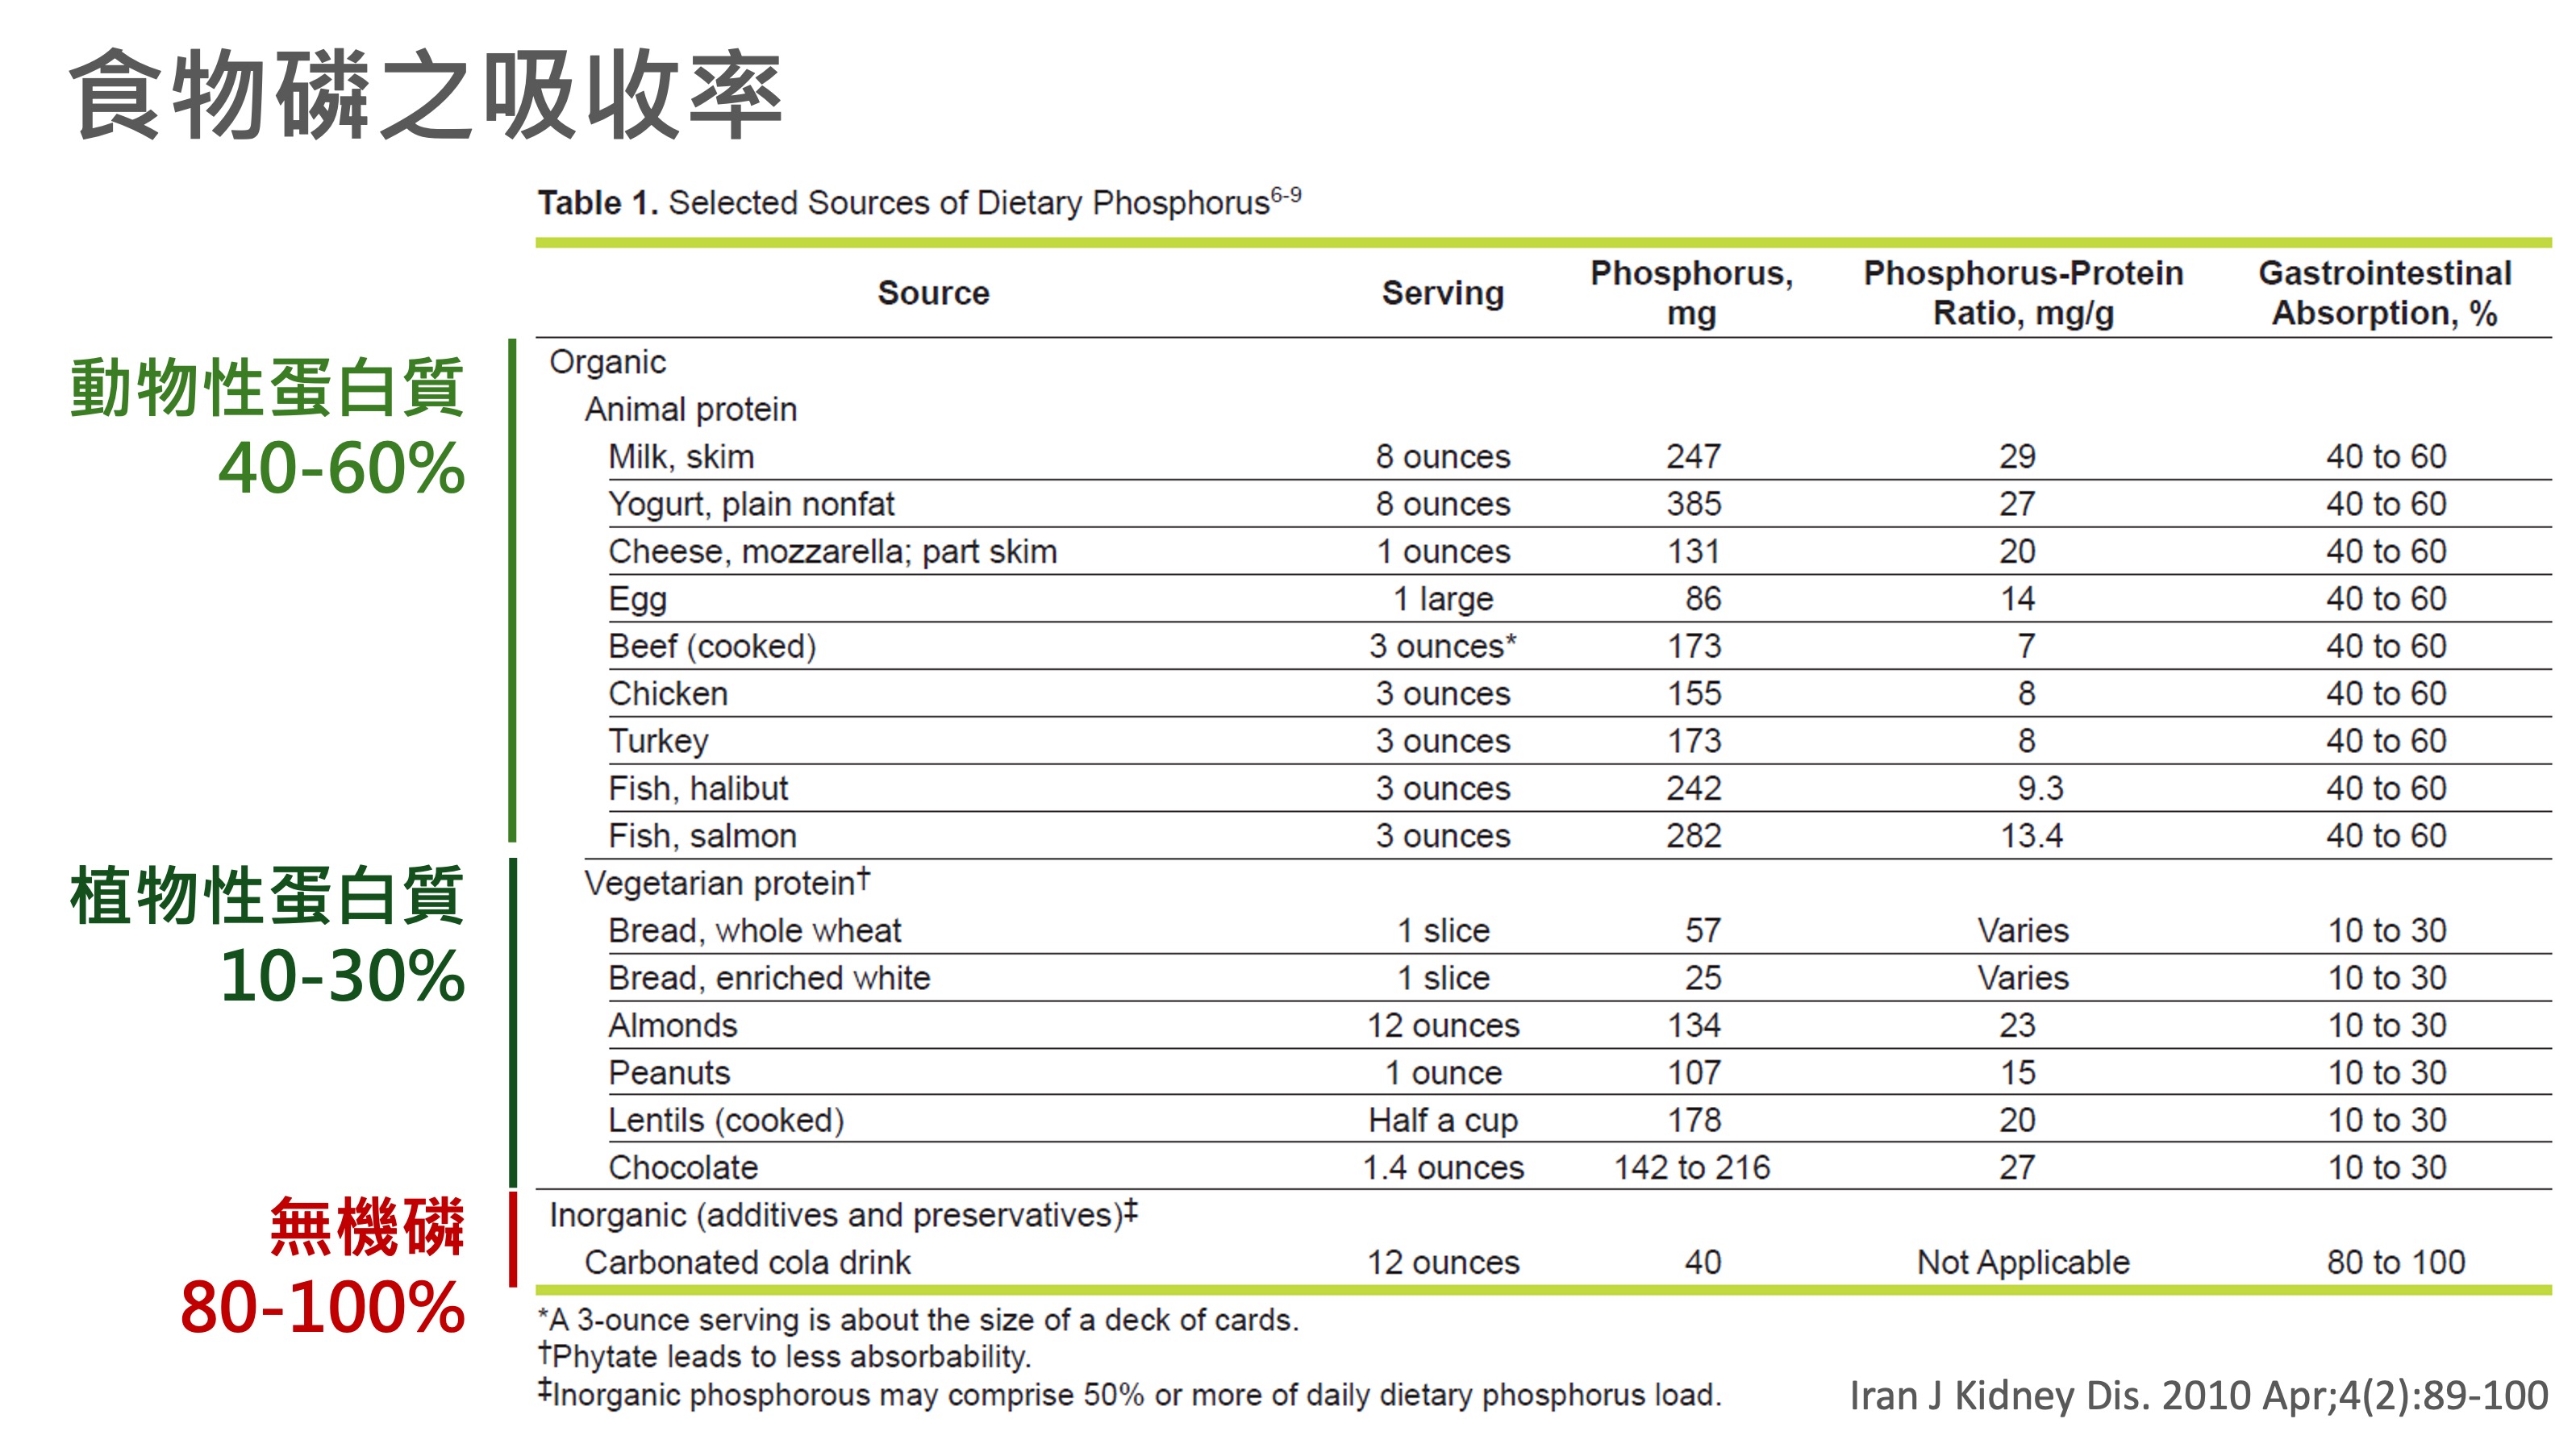 食物磷之吸收率
Table 1. Selected Sources of Dietary Phosphorus6-9
Source Serving Phosphorus, mg Phosphorus-Protein Ratio, mg/g Gastrointestinal Absorption, %
動物性蛋白質
40-60%
Organic
Animal protein
Milk, skim 8 ounces 247 29 40 to 60
Yogurt, plain nonfat 8 ounces 385 27 40 to 60
Cheese, mozzarella; part skim 1 ounces 131 20 40 to 60
Egg 1 large 86 14 40 to 60
Beef (cooked) 3 ounces* 173 7 40 to 60
Chicken 3 ounces 155 8 40 to 60
Turkey 3 ounces 173 8 40 to 60
Fish, halibut 3 ounces 242 9.3 40 to 60
Fish, salmon 3 ounces 282 13.4 40 to 60
植物性蛋白質
10-30%
Vegetarian protein†
Bread, whole wheat 1 slice 57 Varies 10 to 30
Bread, enriched white 1 slice 25 Varies 10 to 30
Almonds 12 ounces 134 23 10 to 30
Peanuts 1 ounce 107 15 10 to 30
Lentils (cooked) Half a cup 178 20 10 to 30
Chocolate 1.4 ounces 142 to 216 27 10 to 30
無機磷
80-100%
Inorganic (additives and preservatives)‡
Carbonated cola drink 12 ounces 40 Not Applicable 80 to 100
*A 3-ounce serving is about the size of a deck of cards.
†Phytate leads to less absorbability.
‡Inorganic phosphorous may comprise 50% or more of daily dietary phosphorus load.
Iran J Kidney Dis. 2010 Apr;4(2):89-100